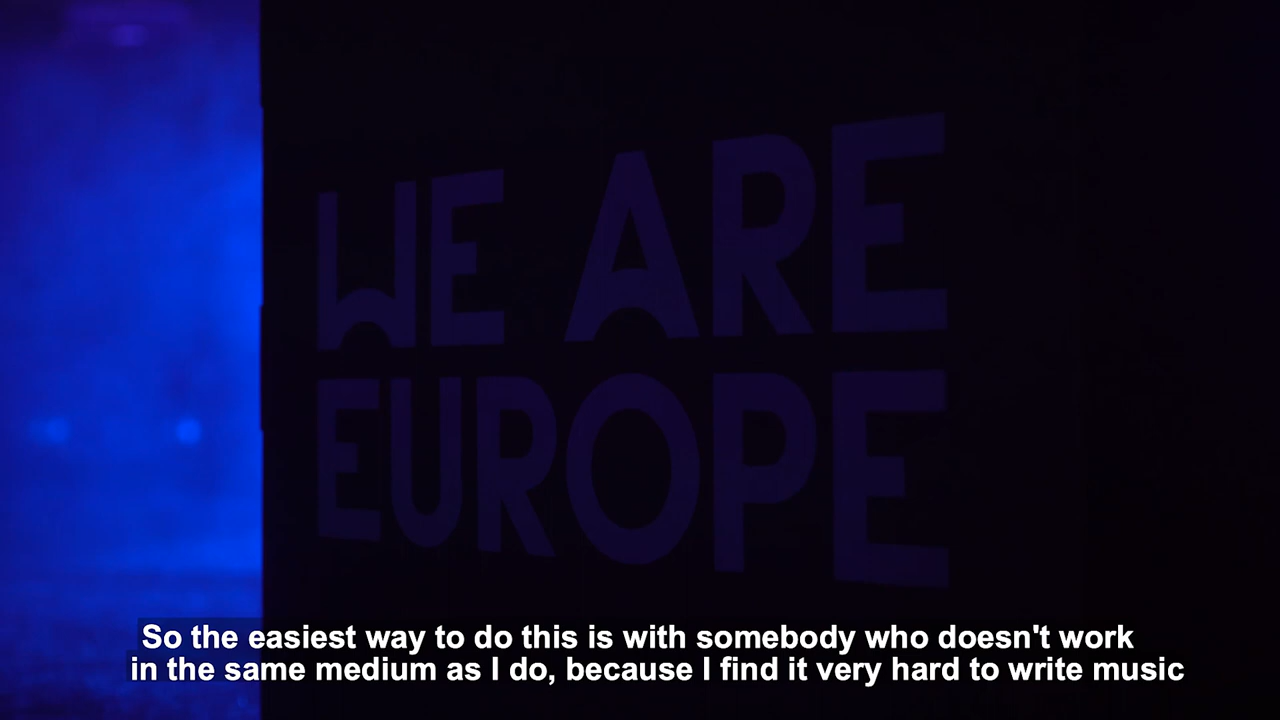 WE ARE
EUROPE
So the easiest way to do this is with somebody who doesn't work
in the same medium as I do, because I find it very hard to write music